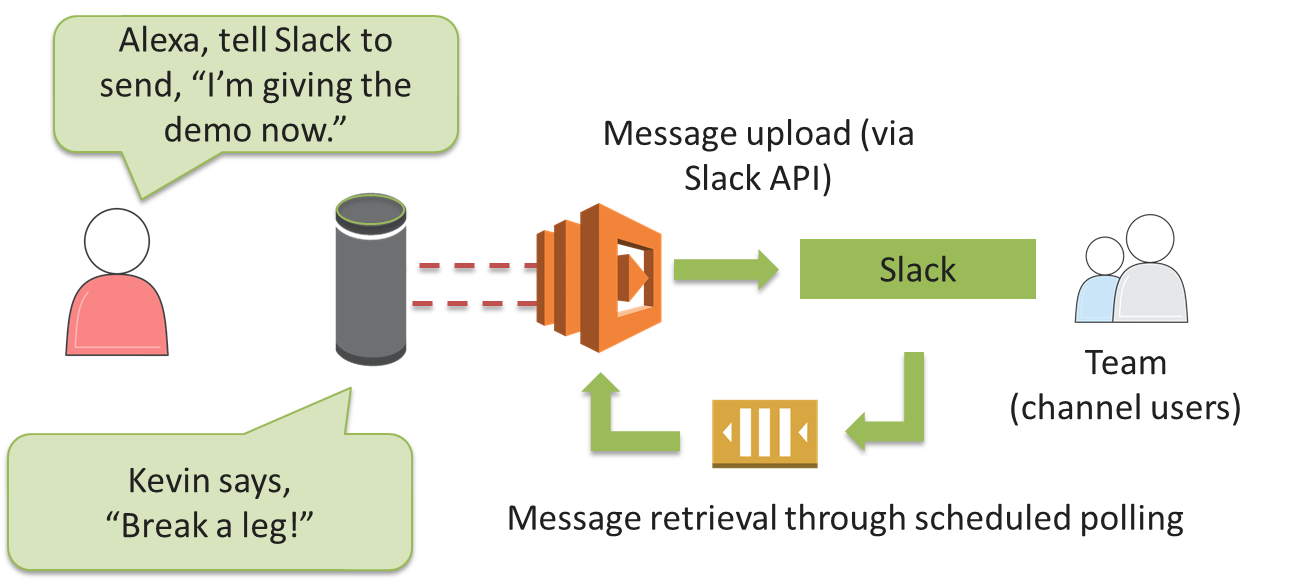 Alexa, tell Slack to
send, “I’m giving the
demo now.”
Message upload (via
Slack API)
Slack
Team
(channel users)
Kevin says,
“Break a leg!”
Message retrieval through scheduled polling